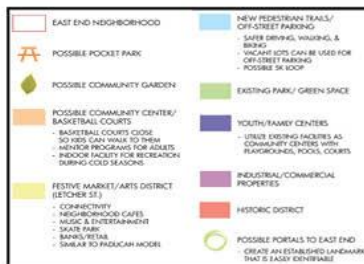 EAST END NEIGHBORHOOD
POSSIBLE POCKET PARK
POSSIBLE COMMUNITY GARDEN
POSSIBLE COMMUNITY CENTER/
BASKETBALL COURTS
- BASKETBALL COURTS CLOSE
SO KIDS CAN WALK TO THEM
- MENTOR PROGRAMS FOR ADULTS
- INDOOR FACILITY FOR RECREATION
DURING COLD SEASONS
FESTIVE MARKET/ARTS DISTRICT
(LETCHER ST.)
- CONNECTIVITY
- NEIGHBORHOOD CAFES
- MUSIC & ENTERTAINMENT
- SKATE PARK
- BANKS/RETAIL
- SIMILAR TO PADUCAH MODEL
NEW PEDESTRIAN TRAILS/
OFF-STREET PARKING
- SAFER DRIVING, WALKING, &
BIKING
- VACANT LOTS CAN BE USED FOR
OFF-STREET PARKING
- POSSIBLE 5K LOOP
EXISTING PARK/ GREEN SPACE
YOUTH/FAMILY CENTERS
- UTILIZE EXISTING FACILITIES AS
COMMUNITY CENTERS WITH
PLAYGROUNDS, POOLS, COURTS
INDUSTRIAL/COMMERCIAL
PROPERTIES
HISTORIC DISTRICT
POSSIBLE PORTALS TO EAST END
- CREATE AN ESTABLISHED LANDMARK
THAT IS EASILY IDENTIFIABLE